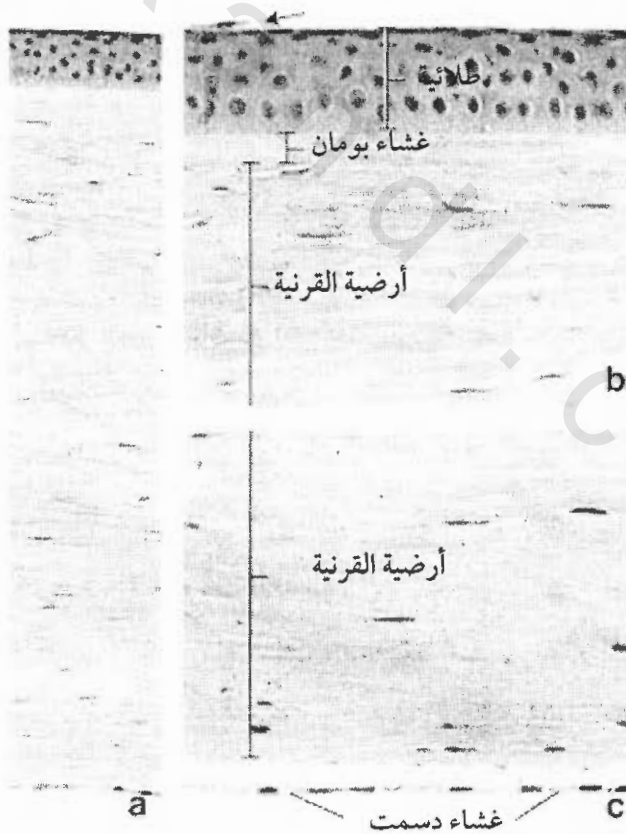 طلائية
غشاء بومان
أرضية القرنية
b
أرضية القرنية
a
c
غشاء دسمت